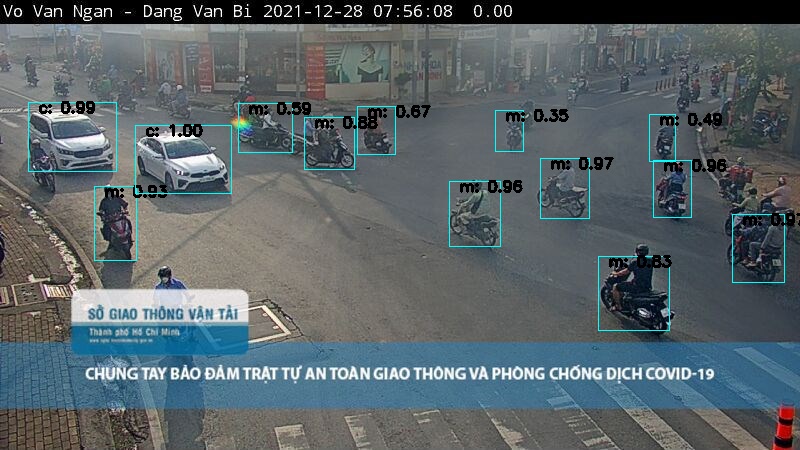 Vo Van Ngan - Dang Van Bi 2021-12-28 07:56:08 0.00
c: 0.99
c: 1.00
m: 0.59
m: 0.88
m: 0.67
m: 0.35
m: 0.49
m: 0.93
m: 0.96
m: 0.97
m: 0.96
m: 0.97
m: 0.83
SỞ GIAO THÔNG VẬN TẢI
Thành phố Hồ Chí Minh
CHUNG TAY BẢO ĐẢM TRẬT TỰ AN TOÀN GIAO THÔNG VÀ PHÒNG CHỐNG DỊCH COVID-19